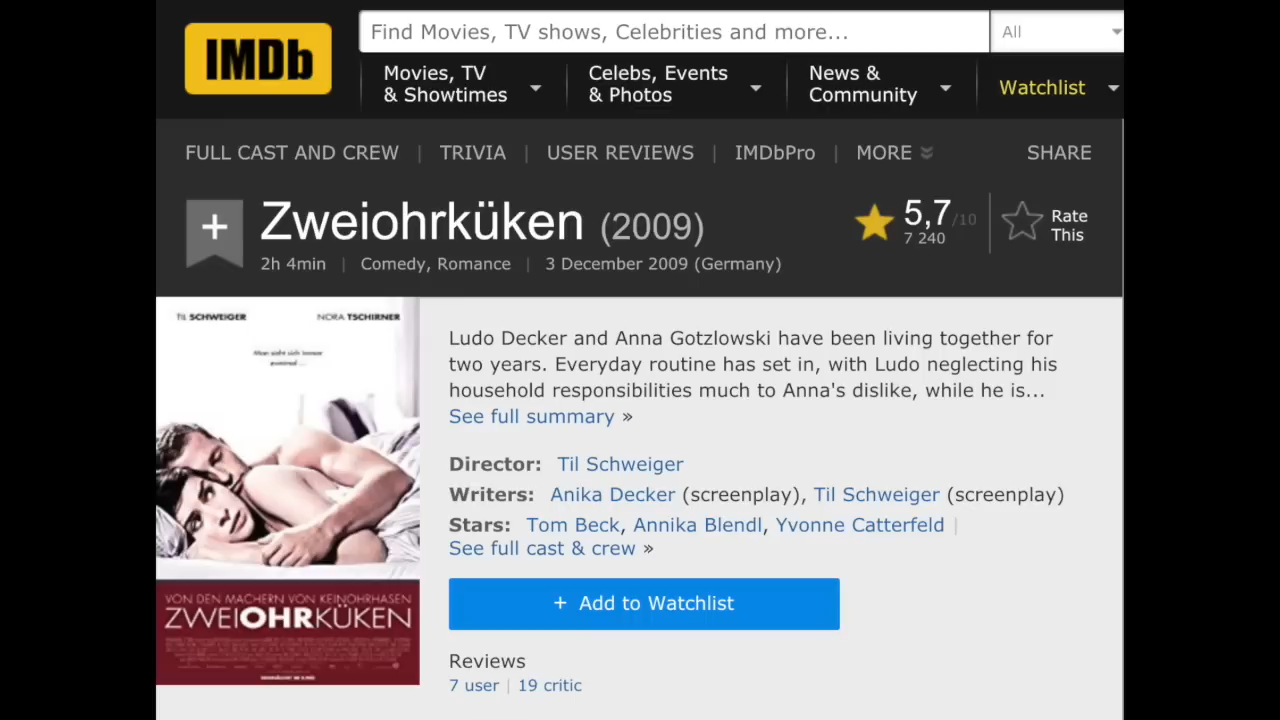 IMDb
Find Movies, TV shows, Celebrities and more...
All
Movies, TV
& Showtimes
Celebs, Events
& Photos
News &
Community
Watchlist
FULL CAST AND CREW | TRIVIA | USER REVIEWS | IMDbPro | MORE
SHARE
+
Zweiohrküken (2009)
2h 4min | Comedy, Romance | 3 December 2009 (Germany)
5,7/10
7 240
Rate
This
TIL SCHWEIGER NORA TSCHIRNER
VON DEN MACHERN VON KEINOHRHASEN
ZWEIOHRKÜKEN
Ludo Decker and Anna Gotzlowski have been living together for
two years. Everyday routine has set in, with Ludo neglecting his
household responsibilities much to Anna's dislike, while he is...
See full summary »
Director: Til Schweiger
Writers: Anika Decker (screenplay), Til Schweiger (screenplay)
Stars: Tom Beck, Annika Blendl, Yvonne Catterfeld |
See full cast & crew »
+ Add to Watchlist
Reviews
7 user | 19 critic